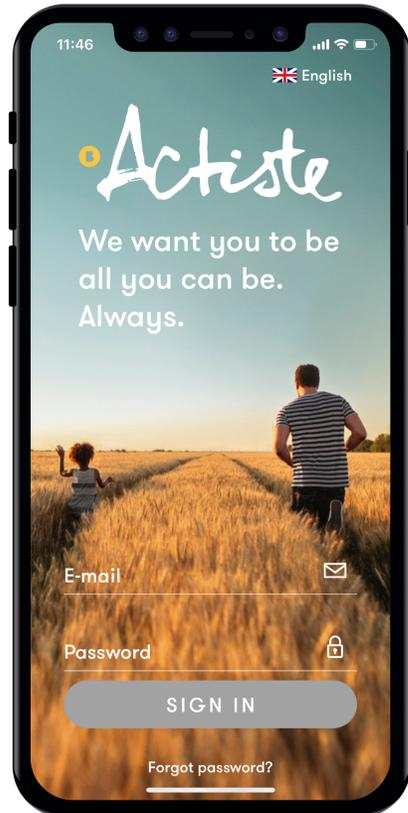 11:46
English
B
Actiste
We want you to be
all you can be.
Always.
E-mail
Password
SIGN IN
Forgot password?